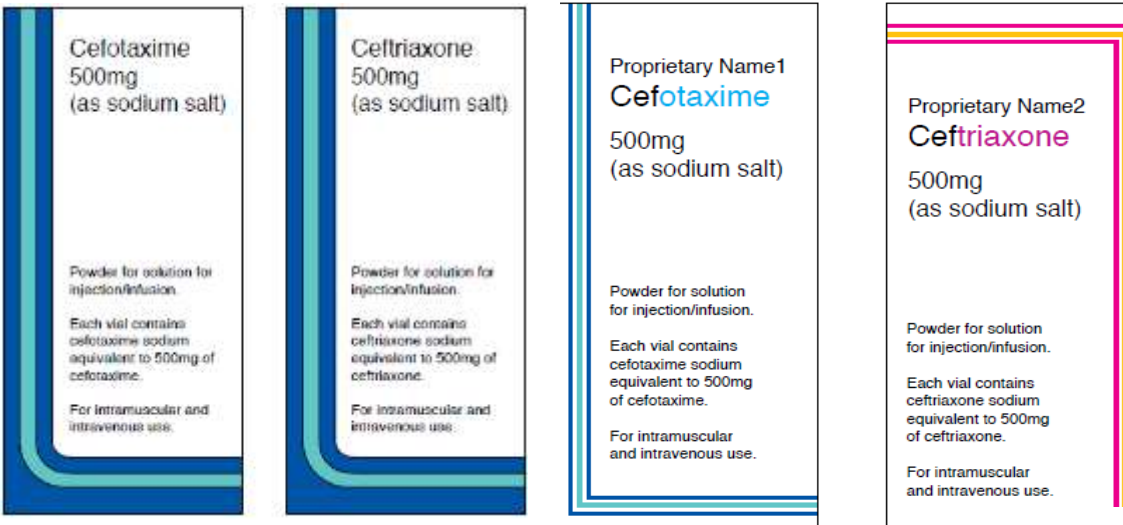 Cefotaxime
500mg
(as sodium salt)
Powder for solution for
injection/infusion.
Each vial contains
cefotaxime sodium
equivalent to 500mg of
cefotaxime.
For intramuscular and
intravenous use.
Ceftriaxone
500mg
(as sodium salt)
Powder for solution for
injection/infusion.
Each vial contains
ceftriaxone sodium
equivalent to 500mg of
ceftriaxone.
For intramuscular and
intravenous use.
Proprietary Name1
Cefotaxime
500mg
(as sodium salt)
Powder for solution
for injection/infusion.
Each vial contains
cefotaxime sodium
equivalent to 500mg
of cefotaxime.
For intramuscular
and intravenous use.
Proprietary Name2
Ceftriaxone
500mg
(as sodium salt)
Powder for solution
for injection/infusion.
Each vial contains
ceftriaxone sodium
equivalent to 500mg
of ceftriaxone.
For intramuscular
and intravenous use.